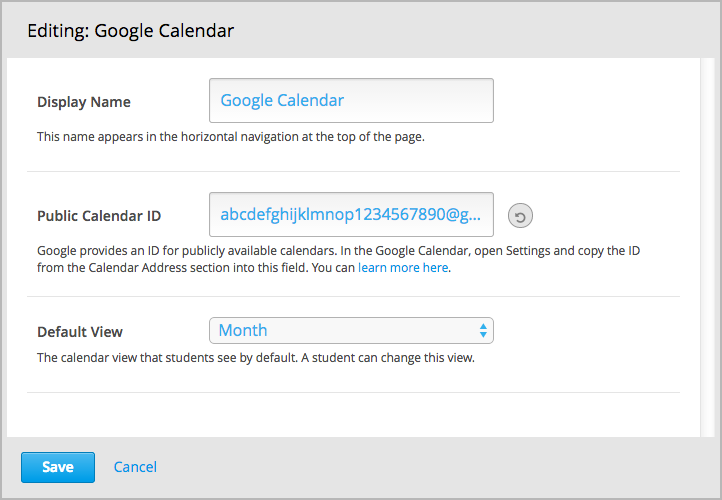 Editing: Google Calendar
Display Name
Google Calendar
This name appears in the horizontal navigation at the top of the page.
Public Calendar ID
abcdefghijklmnop1234567890@g...
Google provides an ID for publicly available calendars. In the Google Calendar, open Settings and copy the ID
from the Calendar Address section into this field. You can learn more here.
Default View
Month
The calendar view that students see by default. A student can change this view.
Save
Cancel